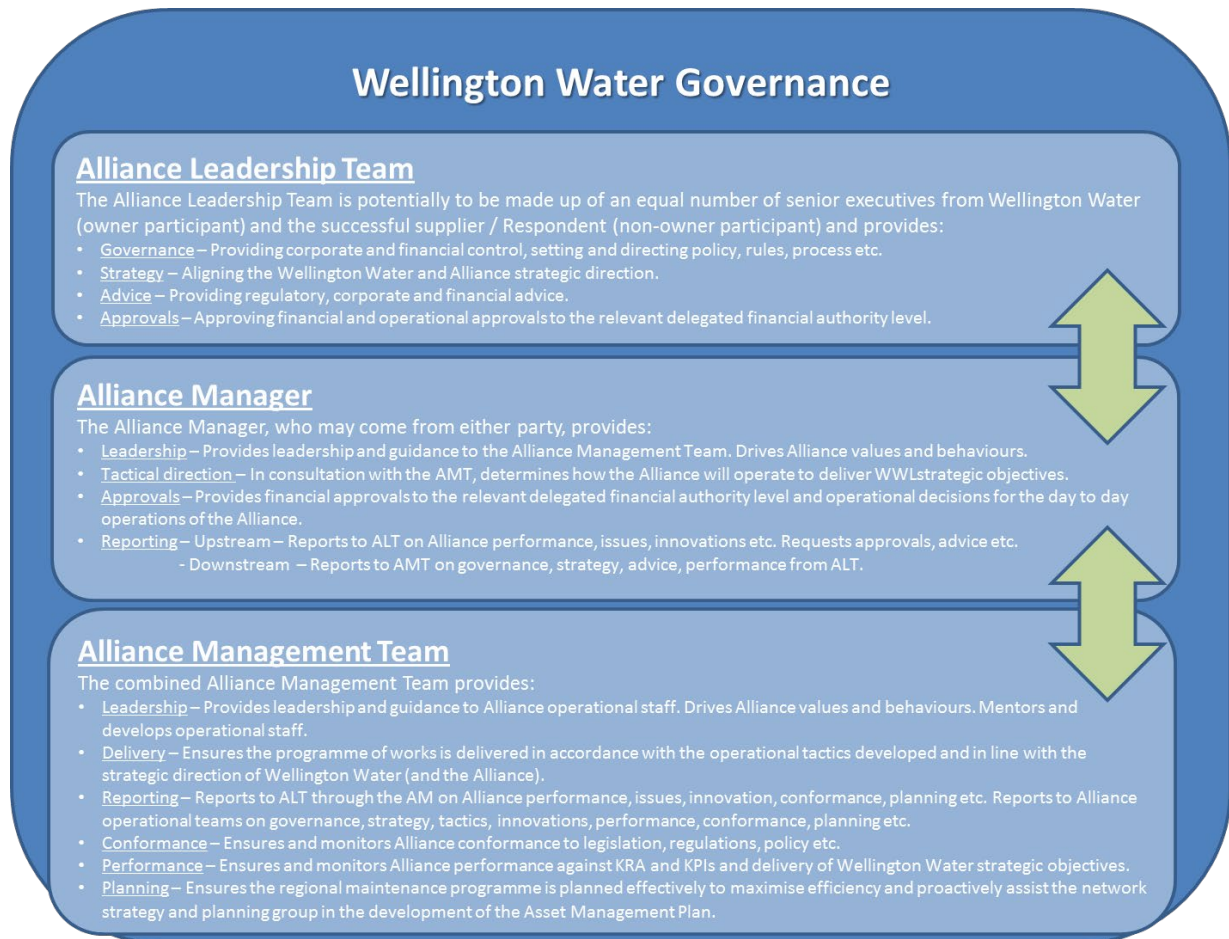 Wellington Water Governance
Alliance Leadership Team
The Alliance Leadership Team is potentially to be made up of an equal number of senior executives from Wellington Water
(owner participant) and the successful supplier / Respondent (non-owner participant) and provides:
• Governance – Providing corporate and financial control, setting and directing policy, rules, process etc.
• Strategy – Aligning the Wellington Water and Alliance strategic direction.
• Advice – Providing regulatory, corporate and financial advice.
• Approvals – Approving financial and operational approvals to the relevant delegated financial authority level.
Alliance Manager
The Alliance Manager, who may come from either party, provides:
• Leadership – Provides leadership and guidance to the Alliance Management Team. Drives Alliance values and behaviours.
• Tactical direction – In consultation with the AMT, determines how the Alliance will operate to deliver WWLstrategic objectives.
• Approvals – Provides financial approvals to the relevant delegated financial authority level and operational decisions for the day to day
operations of the Alliance.
• Reporting – Upstream – Reports to ALT on Alliance performance, issues, innovations etc. Requests approvals, advice etc.
- Downstream – Reports to AMT on governance, strategy, advice, performance from ALT.
Alliance Management Team
The combined Alliance Management Team provides:
• Leadership – Provides leadership and guidance to Alliance operational staff. Drives Alliance values and behaviours. Mentors and
develops operational staff.
• Delivery – Ensures the programme of works is delivered in accordance with the operational tactics developed and in line with the
strategic direction of Wellington Water (and the Alliance).
• Reporting – Reports to ALT through the AM on Alliance performance, issues, innovation, conformance, planning etc. Reports to Alliance
operational teams on governance, strategy, tactics, innovations, performance, conformance, planning etc.
• Conformance – Ensures and monitors Alliance conformance to legislation, regulations, policy etc.
• Performance – Ensures and monitors Alliance performance against KRA and KPIs and delivery of Wellington Water strategic objectives.
• Planning – Ensures the regional maintenance programme is planned effectively to maximise efficiency and proactively assist the network
strategy and planning group in the development of the Asset Management Plan.